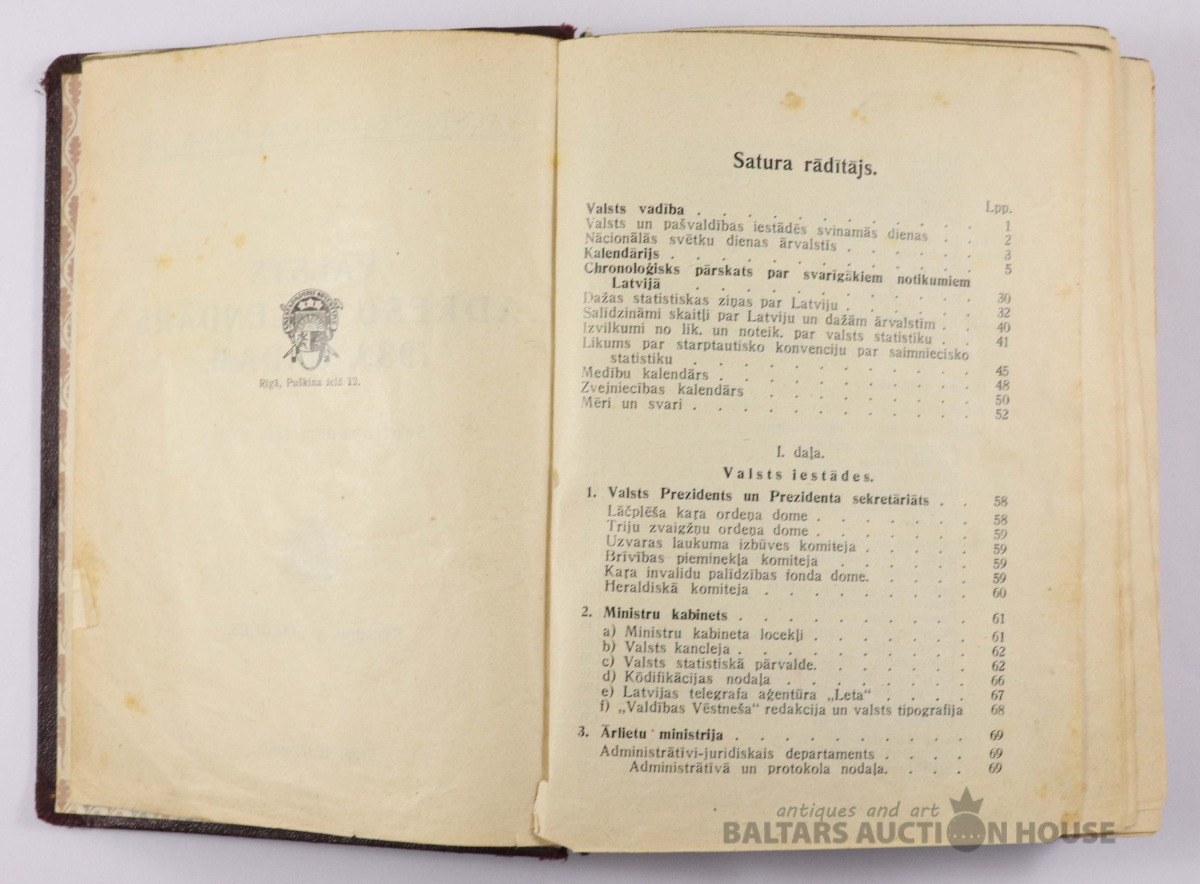 Rīgā, Puškina ielā 12.
Satura rādītājs.
Lpp.
Valsts vadība . . . . . . . . . . 1
Valsts un pašvaldības iestādēs svinamās dienas . . 2
Nācionālās svētku dienas ārvalstīs . . . . . 3
Kalendārijs . . . . . . . . . . . 5
Chronoloģisks pārskats par svarīgākiem notikumiem
Latvijā . . . . . . . . . . 30
Dažas statistiskas ziņas par Latviju . . . . . 32
Salīdzināmi skaitļi par Latviju un dažām ārvalstīm . 40
Izvilkumi no lik. un noteik. par valsts statistiku . . 41
Likums par starptautisko konvenciju par saimniecisko
statistiku . . . . . . . . . . 45
Medību kalendārs . . . . . . . . . 48
Zvejniecības kalendārs . . . . . . . . 50
Mēri un svari . . . . . . . . . . 52
I. daļa.
Valsts iestādes.
1. Valsts Prezidents un Prezidenta sekretāriāts . . 58
Lāčplēša kaŗa ordeņa dome . . . . . . 58
Triju zvaigžņu ordeņa dome . . . . . . 59
Uzvaras laukuma izbūves komiteja . . . . . 59
Brīvības pieminekļa komiteja . . . . . . 59
Kaŗa invalidu palīdzības fonda dome. . . . . 59
Heraldiskā komiteja . . . . . . . . 60
2. Ministru kabinets . . . . . . . . . 61
a) Ministru kabineta locekļi . . . . . . . 61
b) Valsts kancleja . . . . . . . . . 62
c) Valsts statistiskā pārvalde. . . . . . . 62
d) Kōdifikācijas nodaļa . . . . . . . . 66
e) Latvijas telegrafa aģentūra „Leta“ . . . . 67
f) „Valdības Vēstneša“ redakcija un valsts tipografija 68
3. Ārlietu ministrija . . . . . . . . . 69
Administrātīvi-juridiskais departaments . . . . 69
Administrātīvā un protokola nodaļa. . . . 69
antiques and art
BALTARS AUCTION HOUSE